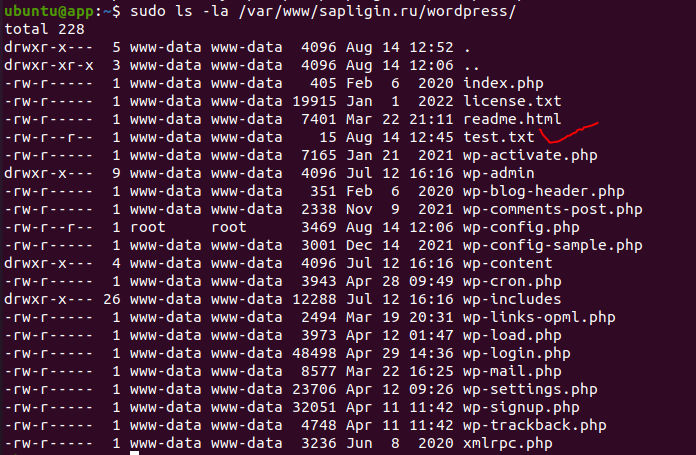 ubuntu@app:~$ sudo ls -la /var/www/sapligin.ru/wordpress/
total 228
drwxr-x--- 5 www-data www-data 4096 Aug 14 12:52 .
drwxr-xr-x 3 www-data www-data 4096 Aug 14 12:06 ..
-rw-r----- 1 www-data www-data 405 Feb 6 2020 index.php
-rw-r----- 1 www-data www-data 19915 Jan 1 2022 license.txt
-rw-r----- 1 www-data www-data 7401 Mar 22 21:11 readme.html
-rw-r--r-- 1 www-data www-data 15 Aug 14 12:45 test.txt
-rw-r----- 1 www-data www-data 7165 Jan 21 2021 wp-activate.php
drwxr-x--- 9 www-data www-data 4096 Jul 12 16:16 wp-admin
-rw-r----- 1 www-data www-data 351 Feb 6 2020 wp-blog-header.php
-rw-r----- 1 www-data www-data 2338 Nov 9 2021 wp-comments-post.php
-rw-r--r-- 1 root root 3469 Aug 14 12:06 wp-config.php
-rw-r----- 1 www-data www-data 3001 Dec 14 2021 wp-config-sample.php
drwxr-x--- 4 www-data www-data 4096 Jul 12 16:16 wp-content
-rw-r----- 1 www-data www-data 3943 Apr 28 09:49 wp-cron.php
drwxr-x--- 26 www-data www-data 12288 Jul 12 16:16 wp-includes
-rw-r----- 1 www-data www-data 2494 Mar 19 20:31 wp-links-opml.php
-rw-r----- 1 www-data www-data 3973 Apr 12 01:47 wp-load.php
-rw-r----- 1 www-data www-data 48498 Apr 29 14:36 wp-login.php
-rw-r----- 1 www-data www-data 8577 Mar 22 16:25 wp-mail.php
-rw-r----- 1 www-data www-data 23706 Apr 12 09:26 wp-settings.php
-rw-r----- 1 www-data www-data 32051 Apr 11 11:42 wp-signup.php
-rw-r----- 1 www-data www-data 4748 Apr 11 11:42 wp-trackback.php
-rw-r----- 1 www-data www-data 3236 Jun 8 2020 xmlrpc.php